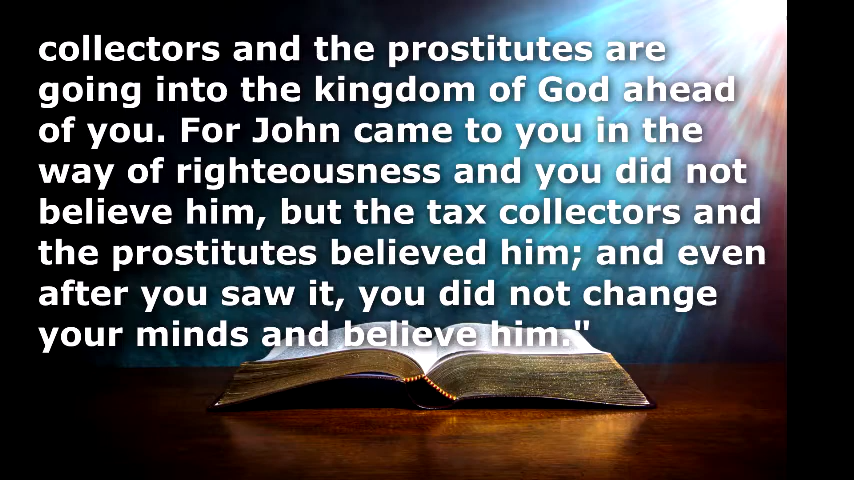 collectors and the prostitutes are
going into the kingdom of God ahead
of you. For John came to you in the
way of righteousness and you did not
believe him, but the tax collectors and
the prostitutes believed him; and even
after you saw it, you did not change
your minds and believe him."